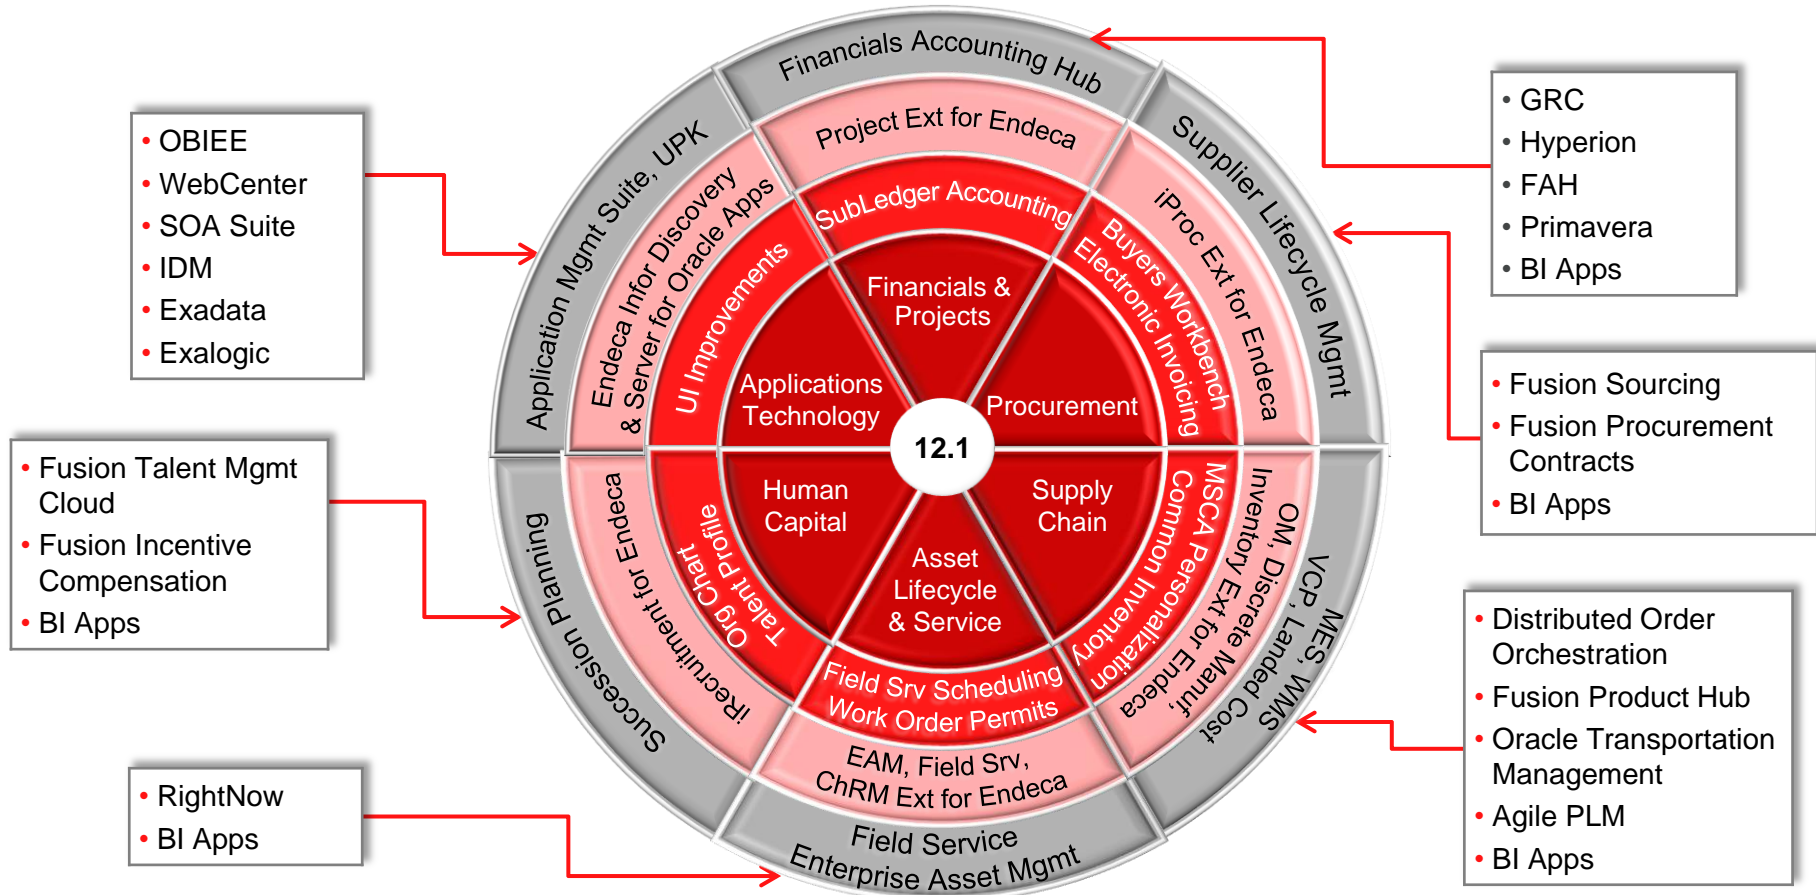 Financials Accounting Hub
Project Ext for Endeca
SubLedger Accounting
Financials &
Projects
Supplier Lifecycle Mgmt
iProc Ext for Endeca
Buyers Workbench
Electronic Invoicing
Procurement
MES, WMS
VCP, Landed Cost
OM, Discrete Manuf,
Inventory Ext for Endeca
MSCA Personalization
Common Inventory
Supply
Chain
Asset
Lifecycle
& Service
Field Srv Scheduling
Work Order Permits
EAM, Field Srv,
ChRM Ext for Endeca
Field Service
Enterprise Asset Mgmt
Succession Planning
iRecruitment for Endeca
Org Chart
Talent Profile
Human
Capital
Application Mgmt Suite, UPK
Endeca Infor Discovery
& Server for Oracle Apps
UI Improvements
Applications
Technology
12.1
• OBIEE
• WebCenter
• SOA Suite
• IDM
• Exadata
• Exalogic
• Fusion Talent Mgmt
Cloud
• Fusion Incentive
Compensation
• BI Apps
• RightNow
• BI Apps
• GRC
• Hyperion
• FAH
• Primavera
• BI Apps
• Fusion Sourcing
• Fusion Procurement
Contracts
• BI Apps
• Distributed Order
Orchestration
• Fusion Product Hub
• Oracle Transportation
Management
• Agile PLM
• BI Apps